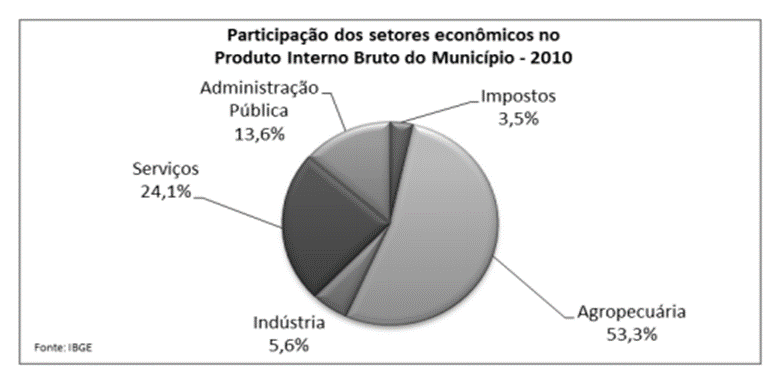 Participação dos setores econômicos no
Produto Interno Bruto do Município - 2010
Administração
Pública
13,6%
Impostos
3,5%
Serviços
24,1%
Agropecuária
53,3%
Indústria
5,6%
Fonte: IBGE